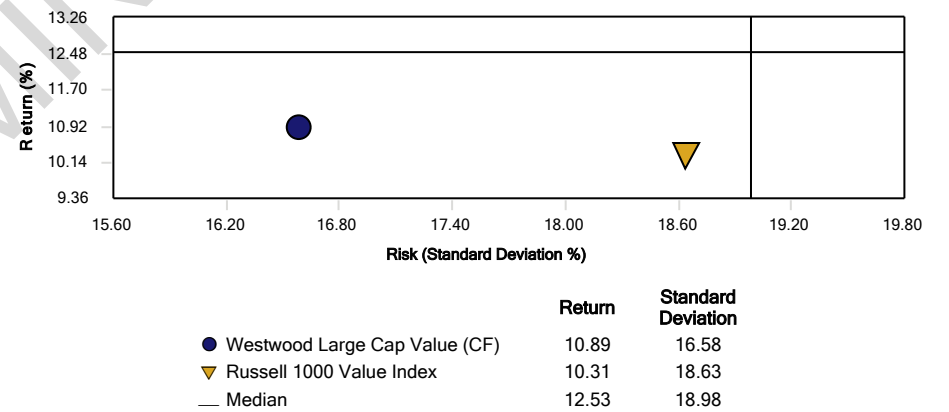 13.26
12.48
11.70
10.92
10.14
9.36
Return (%)
15.60 16.20 16.80 17.40 18.00 18.60 19.20 19.80
Risk (Standard Deviation %)
Return Standard Deviation
Westwood Large Cap Value (CF) 10.89 16.58
Russell 1000 Value Index 10.31 18.63
Median 12.53 18.98